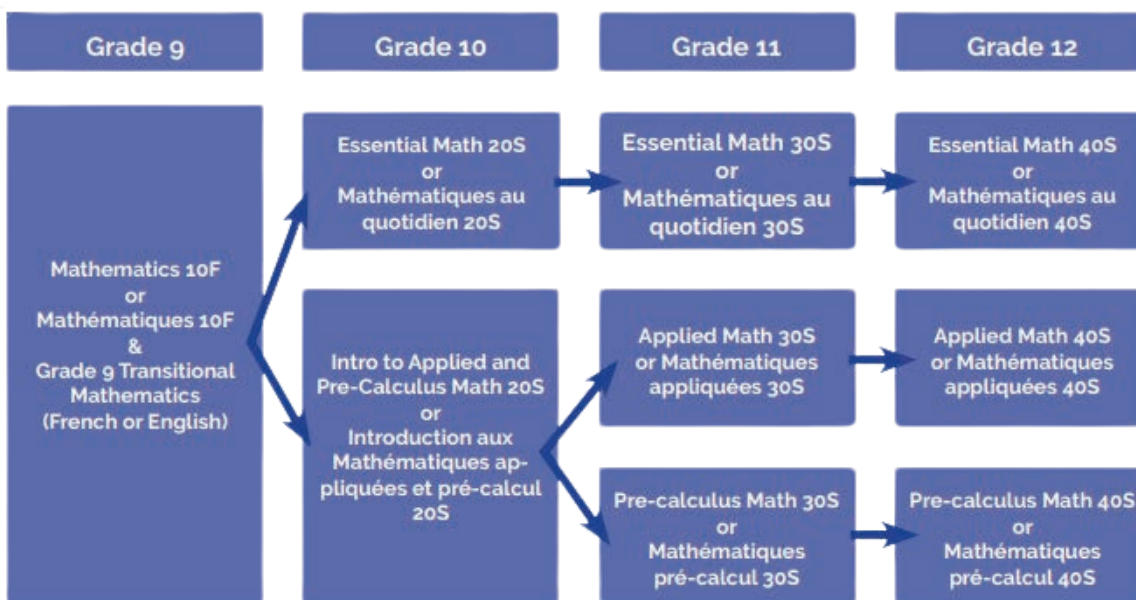 Grade 9
Grade 10
Grade 11
Grade 12
Mathematics 10F
or
Mathématiques 10F
&
Grade 9 Transitional
Mathematics
(French or English)
Essential Math 20S
or
Mathématiques au
quotidien 20S
Intro to Applied and
Pre-Calculus Math 20S
or
Introduction aux
Mathématiques ap-
pliquées et pré-calcul
20S
Essential Math 30S
or
Mathématiques au
quotidien 30S
Applied Math 30S
or Mathématiques
appliquées 30S
Pre-calculus Math 30S
or
Mathématiques
pré-calcul 30S
Essential Math 40S
or
Mathématiques au
quotidien 40S
Applied Math 40S
or Mathématiques
appliquées 40S
Pre-calculus Math 40S
or
Mathématiques
pré-calcul 40S